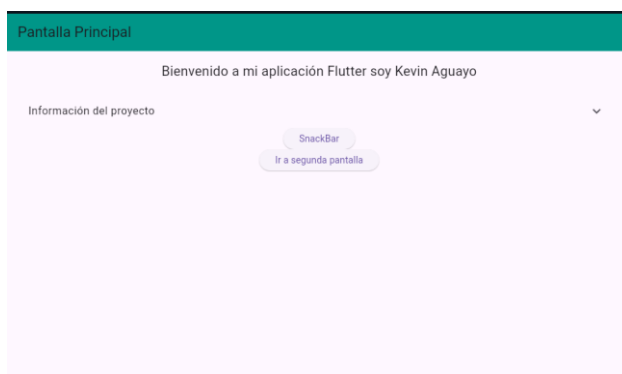 Pantalla Principal
Bienvenido a mi aplicación Flutter soy Kevin Aguayo
Información del proyecto
SnackBar
Ir a segunda pantalla